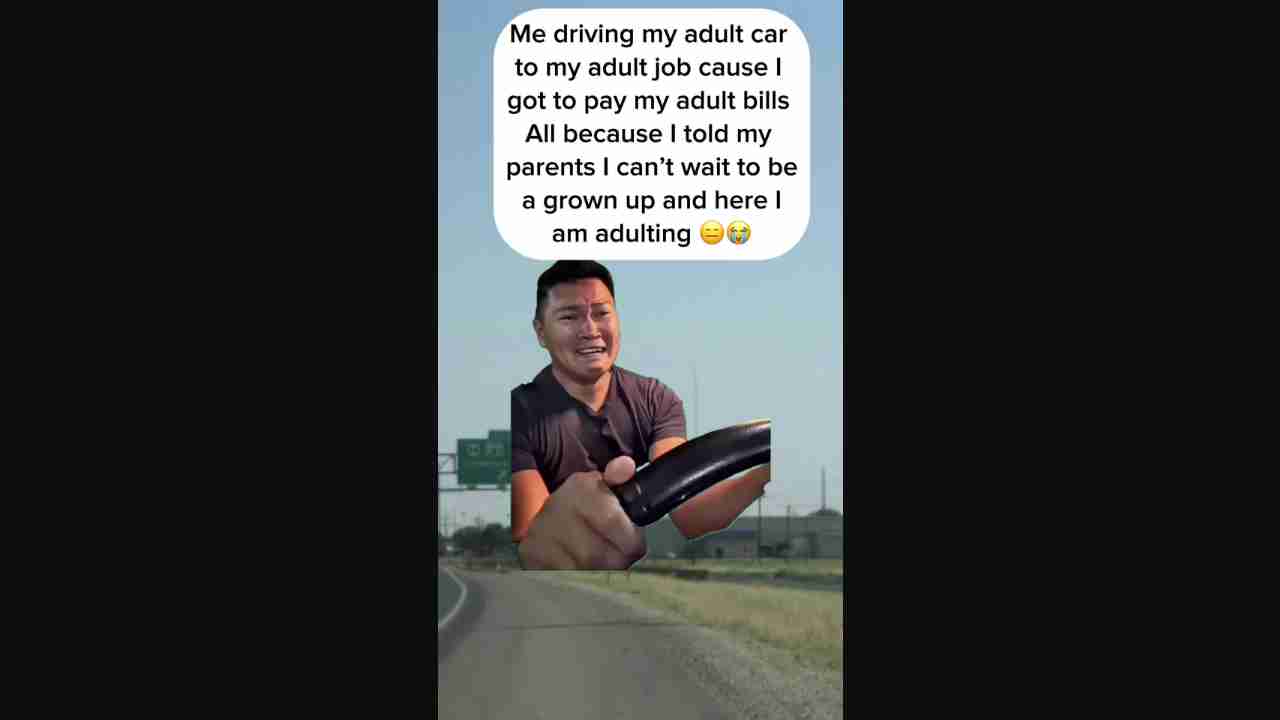 Me driving my adult car
to my adult job cause I
got to pay my adult bills
All because I told my
parents I can’t wait to be
a grown up and here I
am adulting 😑😭